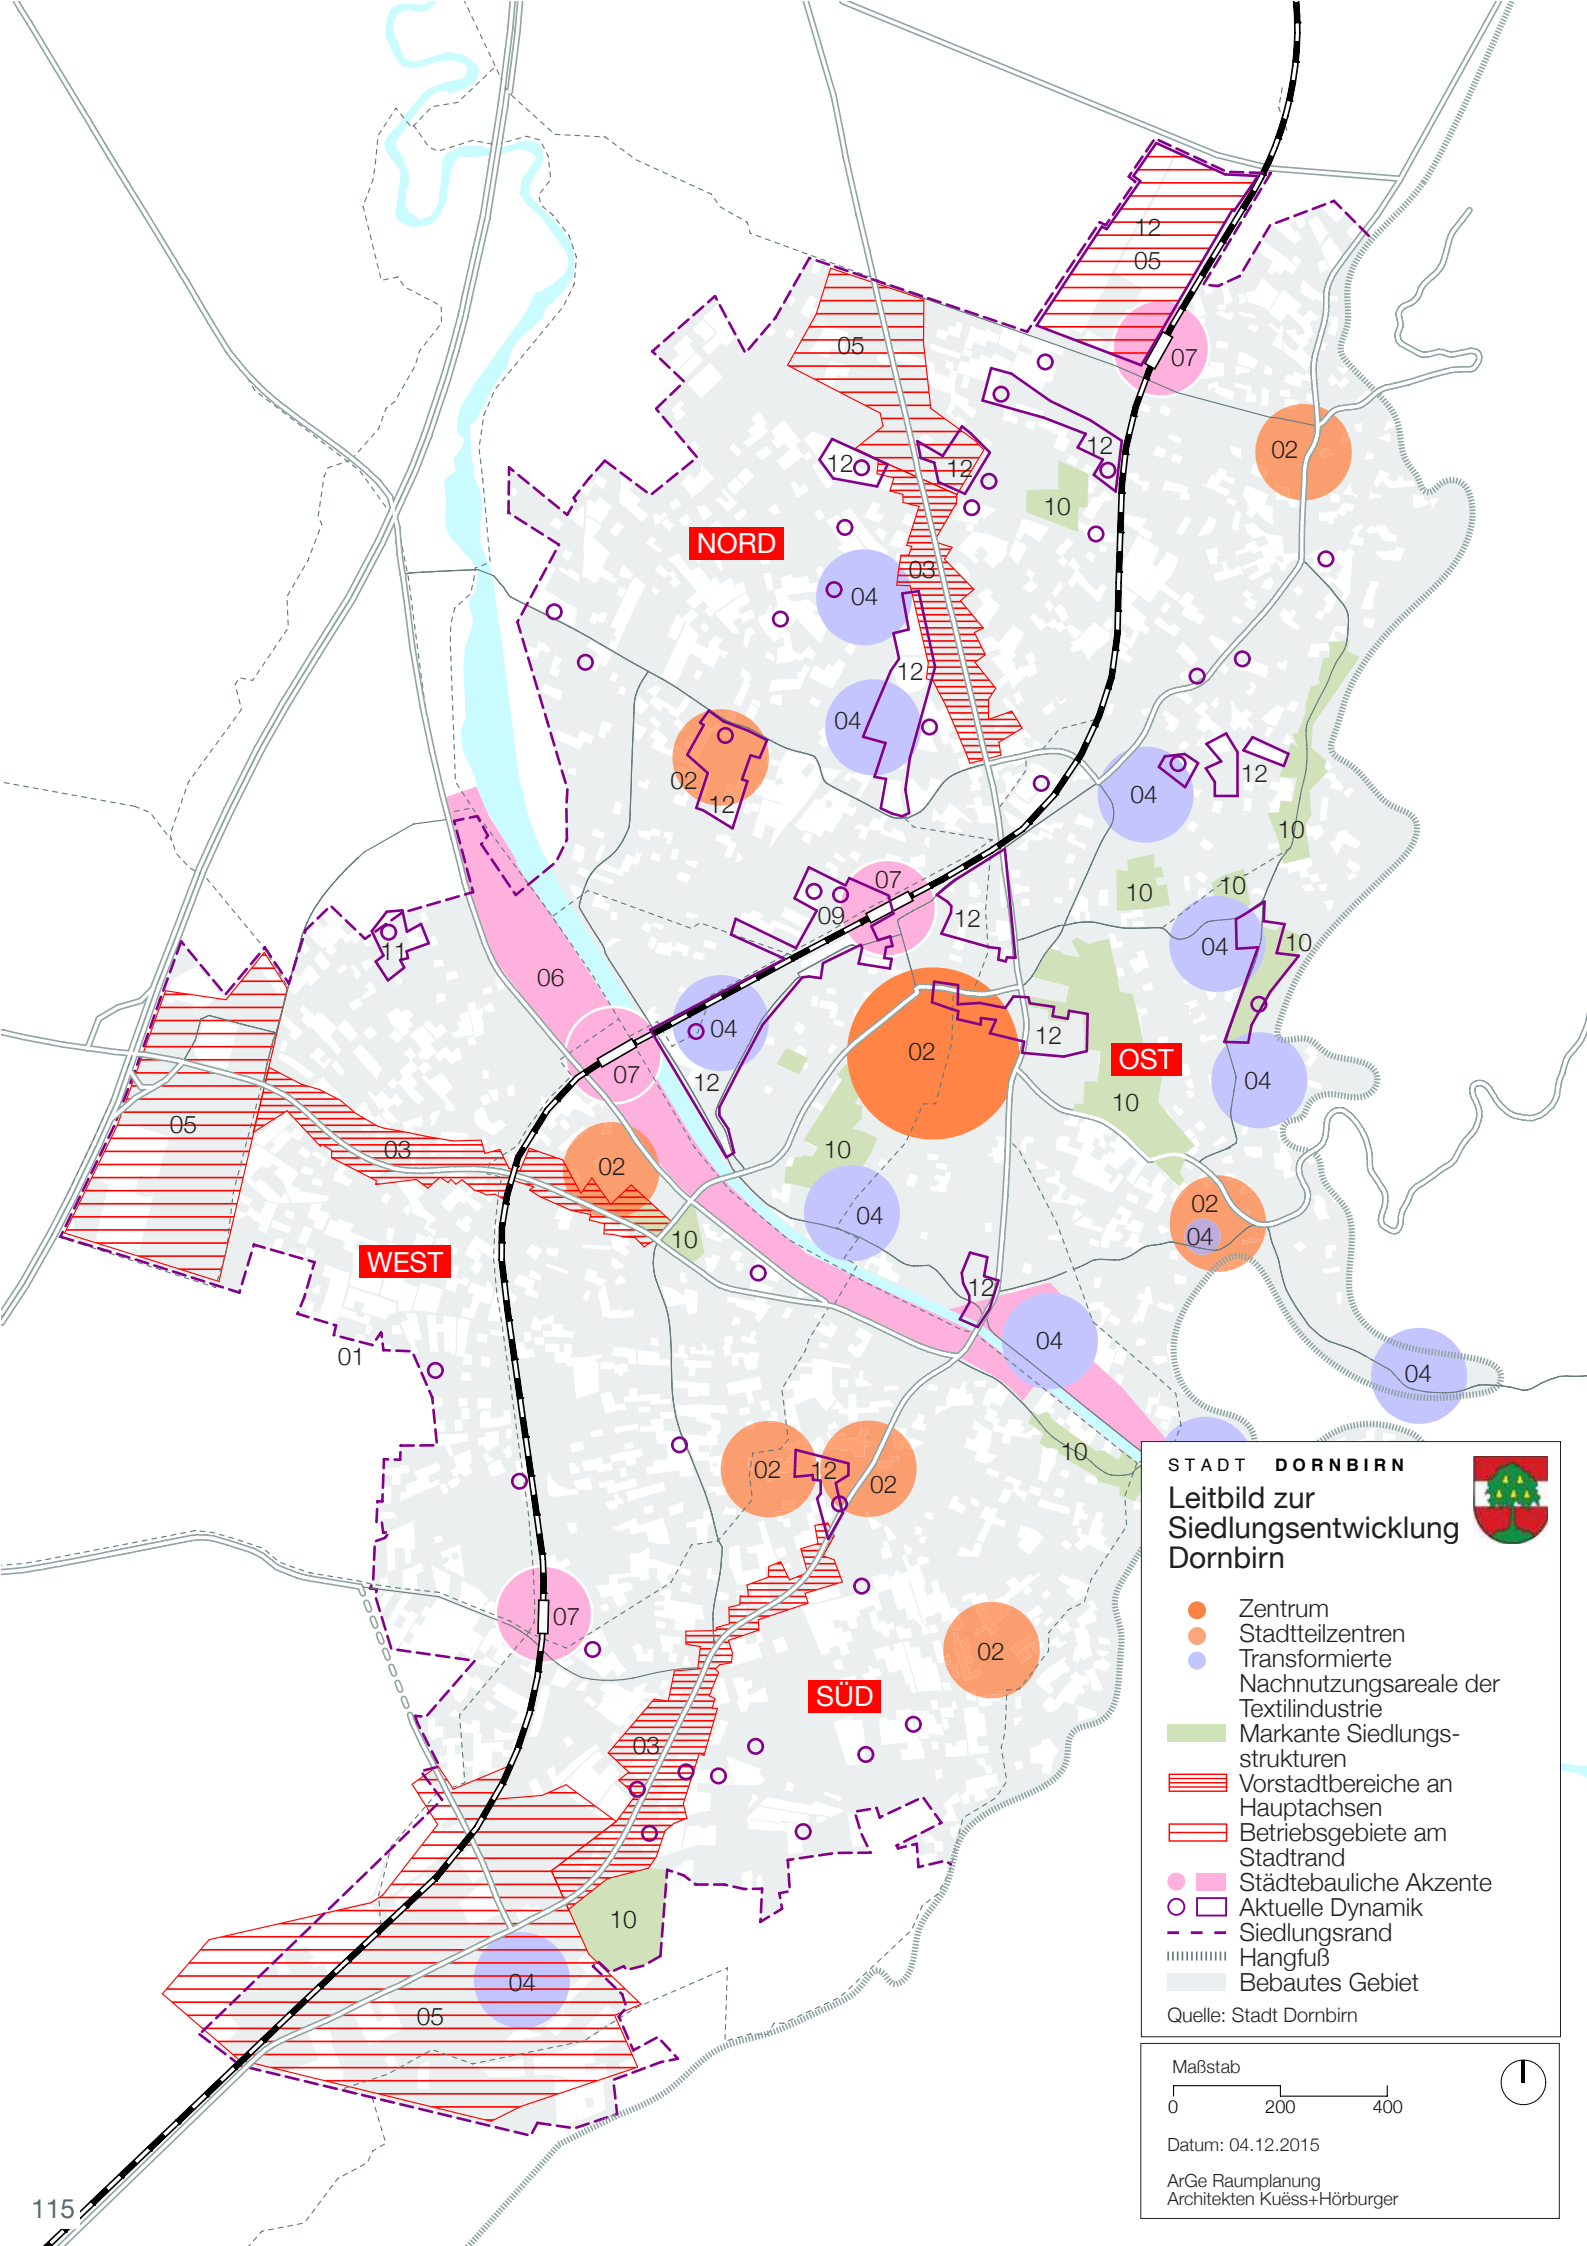 12
05
05
07
02
12
12
12
10
NORD
03
04
12
04
02
12
04
12
10
07
10
10
09
12
11
04
10
06
04
12
02
OST
07
12
04
05
10
03
10
02
02
04
04
10
WEST
12
01
04
04
10
02
12
02
07
02
SÜD
03
10
04
05
STADT DORNBIRN
Leitbild zur
Siedlungsentwicklung
Dornbirn
Zentrum
Stadtteilzentren
Transformierte
Nachnutzungsareale der
Textilindustrie
Markante Siedlungs-
strukturen
Vorstadtbereiche an
Hauptachsen
Betriebsgebiete am
Stadtrand
Städtebauliche Akzente
Aktuelle Dynamik
Siedlungsrand
Hangfuß
Bebautes Gebiet
Quelle: Stadt Dornbirn
Maßstab
0 200 400
Datum: 04.12.2015
ArGe Raumplanung
Architekten Kuëss+Hörburger
115